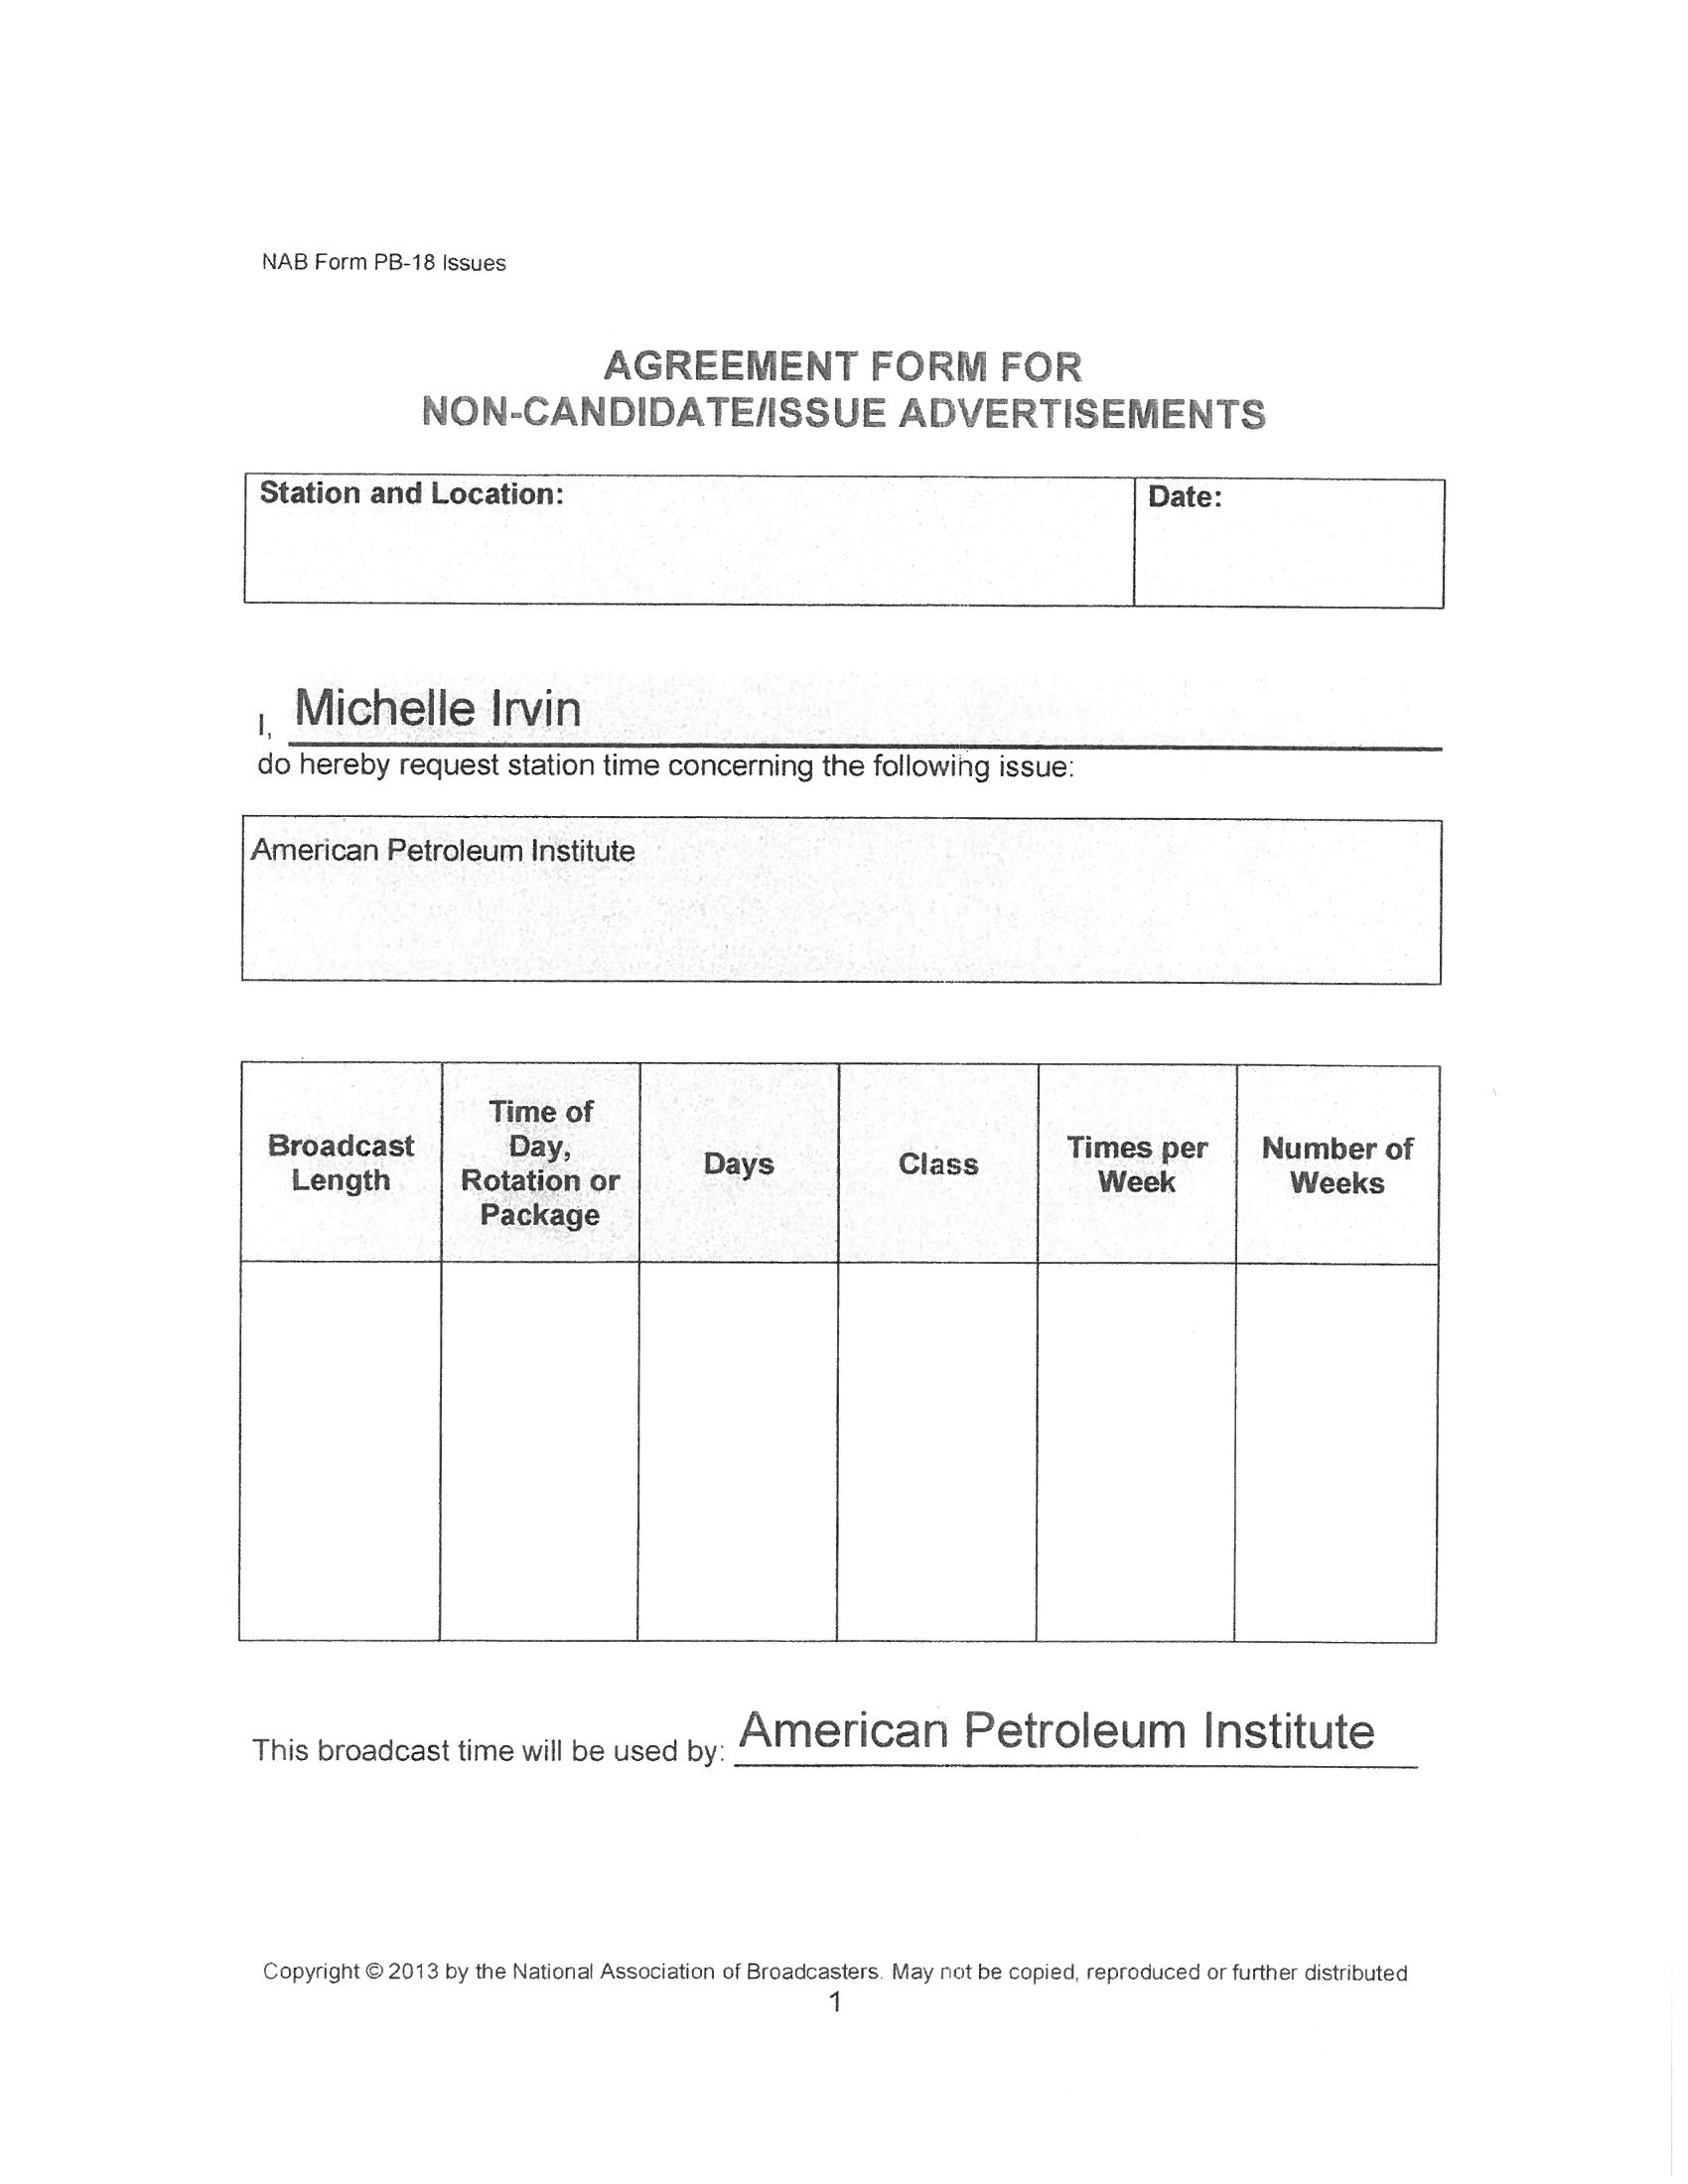 NAB Form PB-18 Issues
AGREEMENT FORM FOR
NON-CANDIDATE/ISSUE ADVERTISEMENTS
Station and Location:
Date:
I, Michelle Irvin
do hereby request station time concerning the following issue:
American Petroleum Institute
Broadcast
Length
Time of
Day,
Rotation or
Package
Days
Class
Times per
Week
Number of
Weeks
This broadcast time will be used by: American Petroleum Institute
Copyright © 2013 by the National Association of Broadcasters. May not be copied, reproduced or further distributed
1